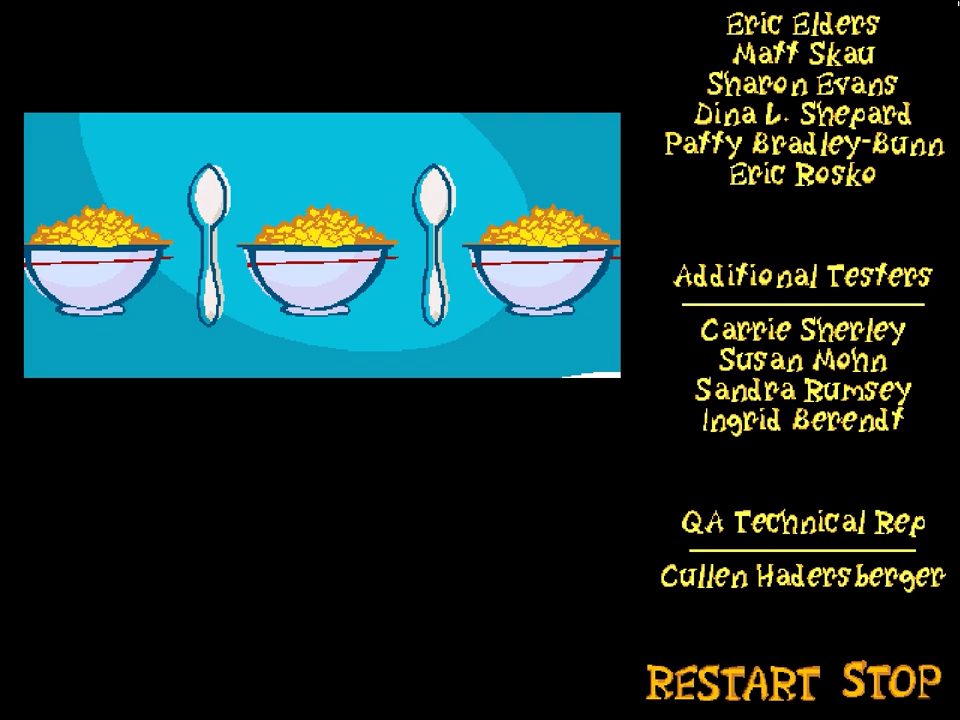 Eric Elders
Matt Skau
Sharon Evans
Dina L. Shepard
Patty Bradley-Bunn
Eric Rosko
Additional Testers
Carrie Sherley
Susan Mohn
Sandra Rumsey
Ingrid Berendt
QA Technical Rep
Cullen Hadersberger
RESTART STOP